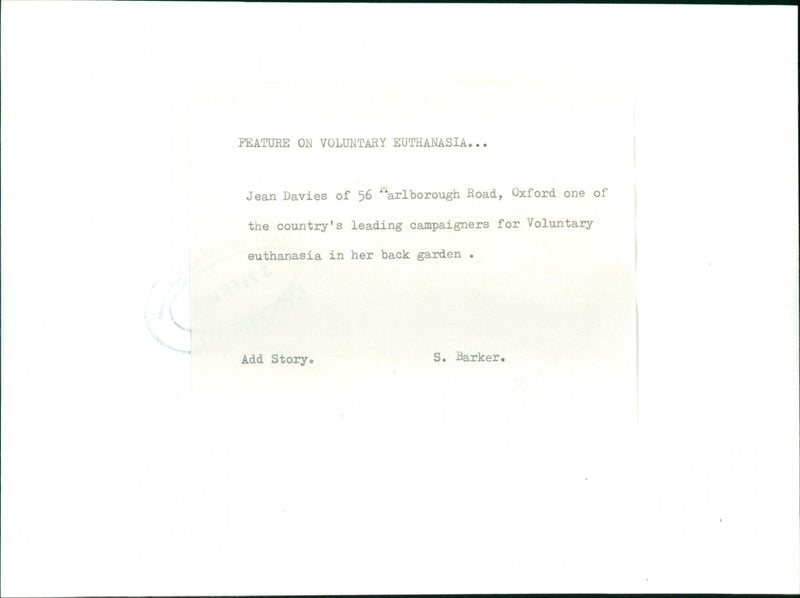 FEATURE ON VOLUNTARY EUTHANASIA...
Jean Davies of 56 Marlborough Road, Oxford one of
the country's leading campaigners for Voluntary
euthanasia in her back garden .
Add Story. S. Barker.